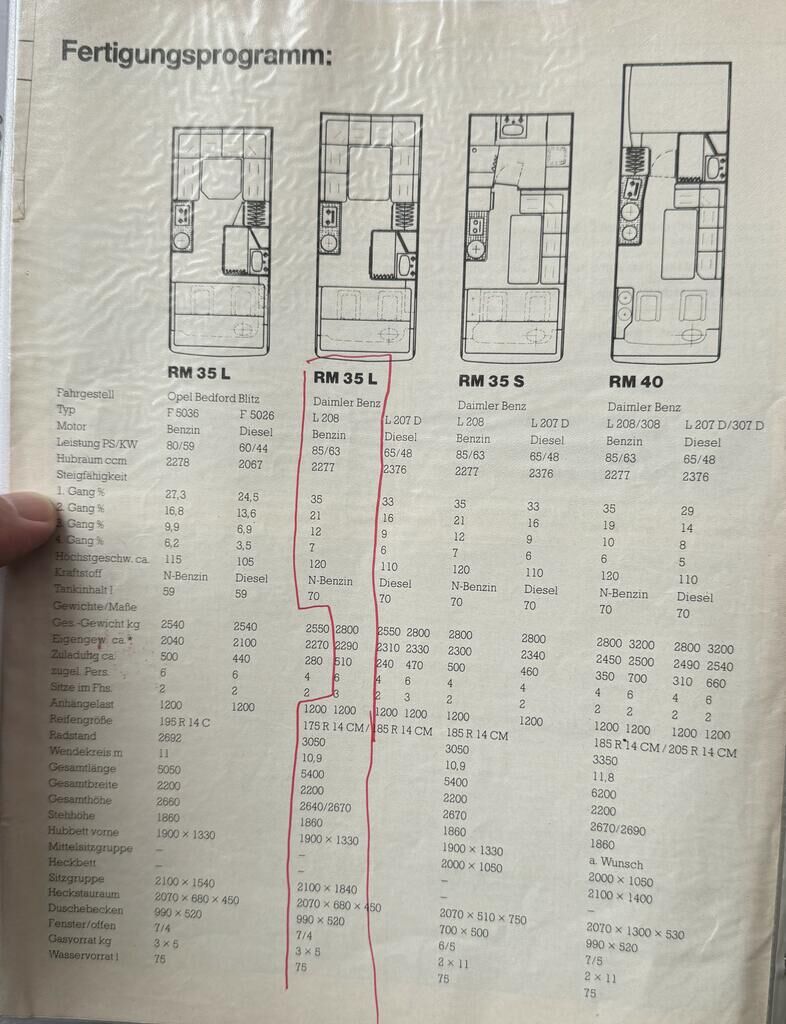 Fertigungsprogramm:
RM 35 L RM 35 L RM 35 S RM 40
Fahrgestell Opel Bedford Blitz Daimler Benz Daimler Benz Daimler Benz
Typ F 5036 F 5026 L 208 L 207 D L 208 L 207 D L 208/308 L 207 D/307 D
Motor Benzin Diesel Benzin Diesel Benzin Diesel Benzin Diesel
Leistung PS/KW 80/59 60/44 85/63 65/48 85/63 65/48 85/63 65/48
Hubraum ccm 2278 2067 2277 2376 2277 2376 2277 2376
Steigfähigkeit
1. Gang % 27,3 24,5 35 33 35 33 35 29
2. Gang % 16,8 13,6 21 16 21 16 19 14
3. Gang % 9,9 6,9 12 9 12 9 10 8
4. Gang % 6,2 3,5 7 6 7 6 6 5
Höchstgeschw. ca. 115 105 120 110 120 110 120 110
Kraftstoff N-Benzin Diesel N-Benzin Diesel N-Benzin Diesel N-Benzin Diesel
Tankinhalt l 59 59 70 70 70 70 70 70
Gewichte/Maße
Ges.-Gewicht kg 2540 2540 2550 2800 2550 2800 2800 2800 2800 3200 2800 3200
Eigengew. ca.* 2040 2100 2270 2290 2310 2330 2300 2340 2450 2500 2490 2540
Zuladung ca. 500 440 280 510 240 470 500 460 350 700 310 660
zugel. Pers. 6 6 4 6 4 6 4 4 4 6 4 6
Sitze im Fhs. 2 2 2 3 2 3 2 2 2 2 2 2
Anhängelast 1200 1200 1200 1200 1200 1200 1200 1200 1200 1200 1200 1200
Reifengröße 195 R 14 C 175 R 14 CM / 185 R 14 CM 185 R 14 CM 185 R 14 CM / 205 R 14 CM
Radstand 2692 3050 3050 3350
Wendekreis m 11 10,9 10,9 11,8
Gesamtlänge 5050 5400 5400 6200
Gesamtbreite 2200 2200 2200 2200
Gesamthöhe 2660 2640/2670 2670 2670/2690
Stehhöhe 1860 1860 1860 1860
Hubbett vorne 1900 × 1330 1900 × 1330 1900 × 1330 a. Wunsch
Mittelsitzgruppe – – 2000 × 1050 2000 × 1050
Heckbett – – – 2100 × 1400
Sitzgruppe 2100 × 1540 2100 × 1840 – –
Heckstauraum 2070 × 680 × 450 2070 × 680 × 450 2070 × 510 × 750 2070 × 1300 × 530
Duschebecken 990 × 520 990 × 520 700 × 500 990 × 520
Fenster/offen 7/4 7/4 6/5 7/5
Gasvorrat kg 3 × 5 3 × 5 2 × 11 2 × 11
Wasservorrat l 75 75 75 75